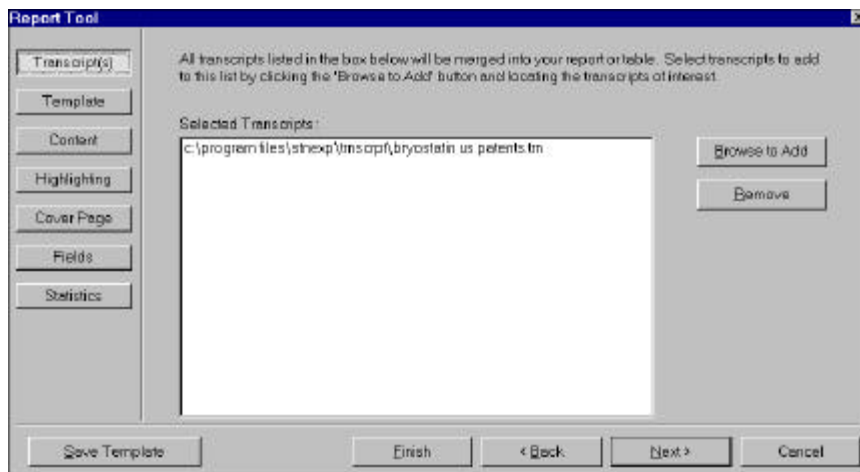 Report Tool
Transcript(s)
Template
Content
Highlighting
Cover Page
Fields
Statistics
All transcripts listed in the box below will be merged into your report or table. Select transcripts to add
to this list by clicking the 'Browse to Add' button and locating the transcripts of interest.
Selected Transcripts:
c:\program files\stnexp\trnscrpt\bryostatin us patents.trn
Browse to Add
Remove
Save Template
Finish
< Back
Next >
Cancel